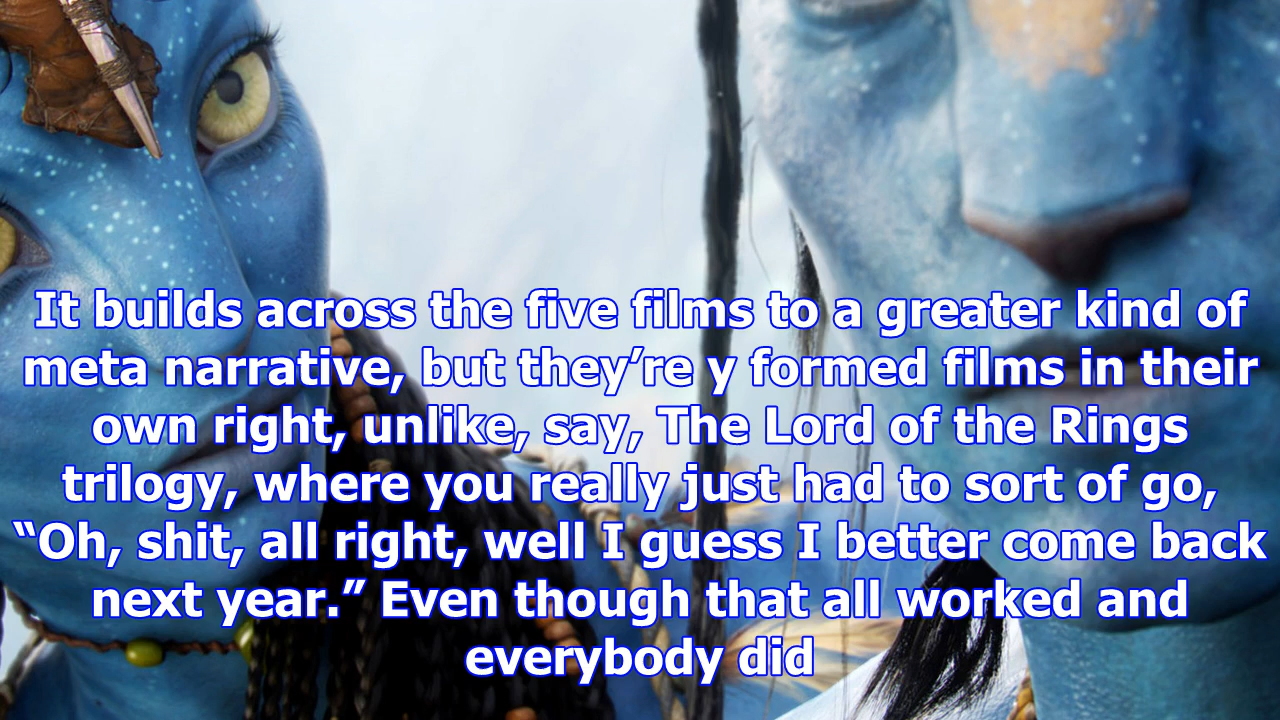 It builds across the five films to a greater kind of
meta narrative, but they’re y formed films in their
own right, unlike, say, The Lord of the Rings
trilogy, where you really just had to sort of go,
“Oh, shit, all right, well I guess I better come back
next year.” Even though that all worked and
everybody did